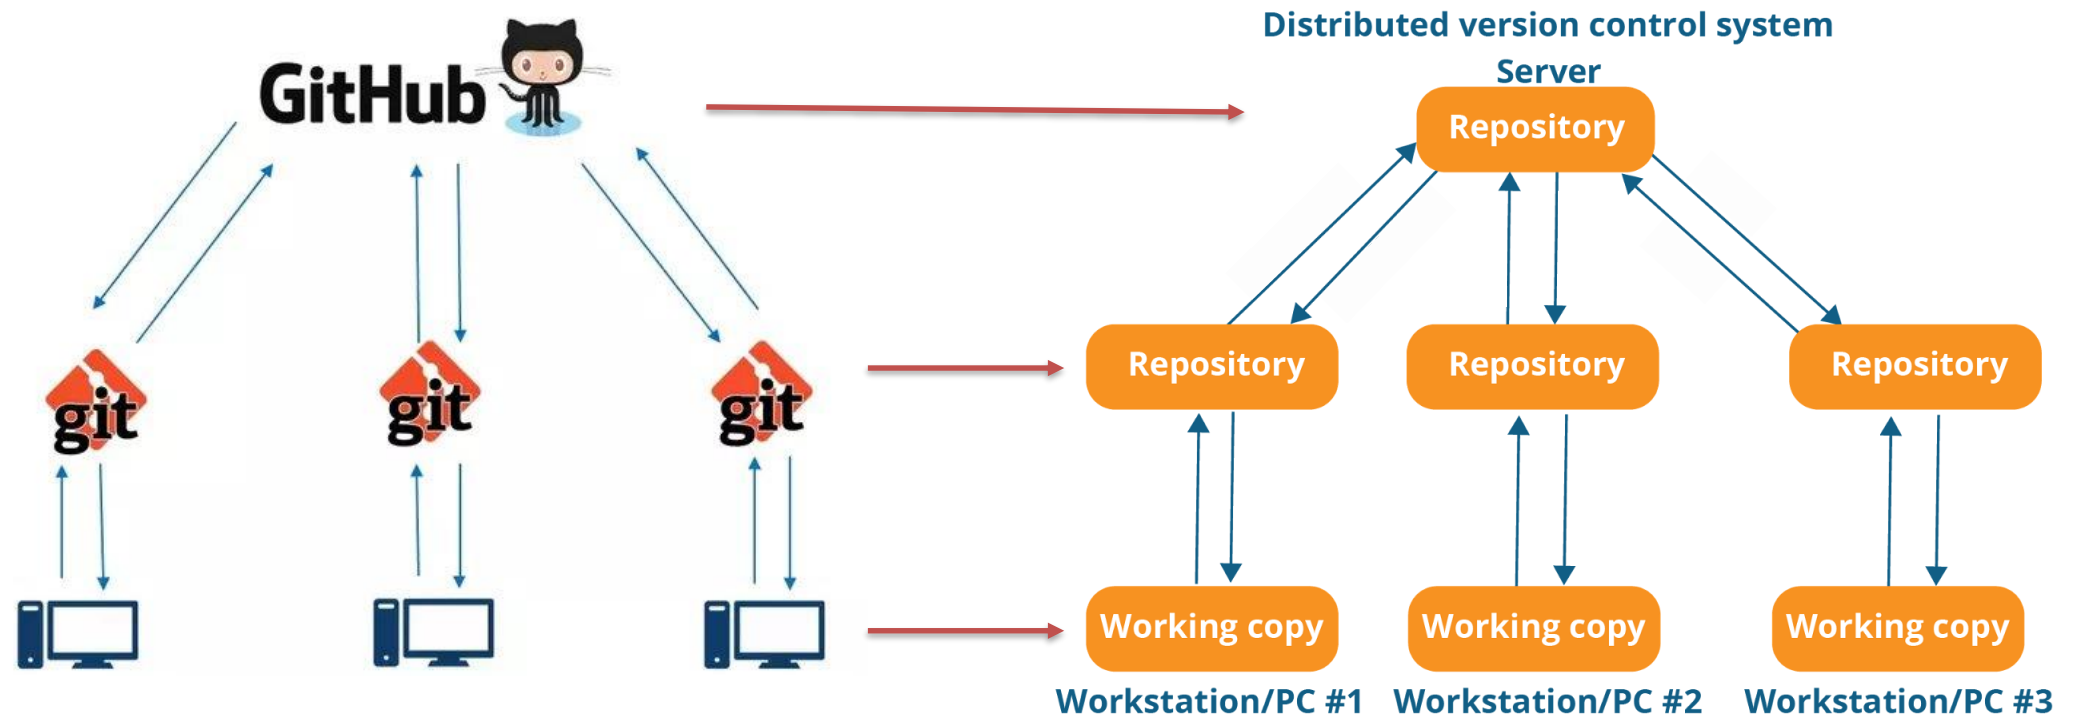 Distributed version control system
Server
GitHub
Repository
git
git
git
Repository
Repository
Repository
Working copy
Working copy
Working copy
Workstation/PC #1
Workstation/PC #2
Workstation/PC #3